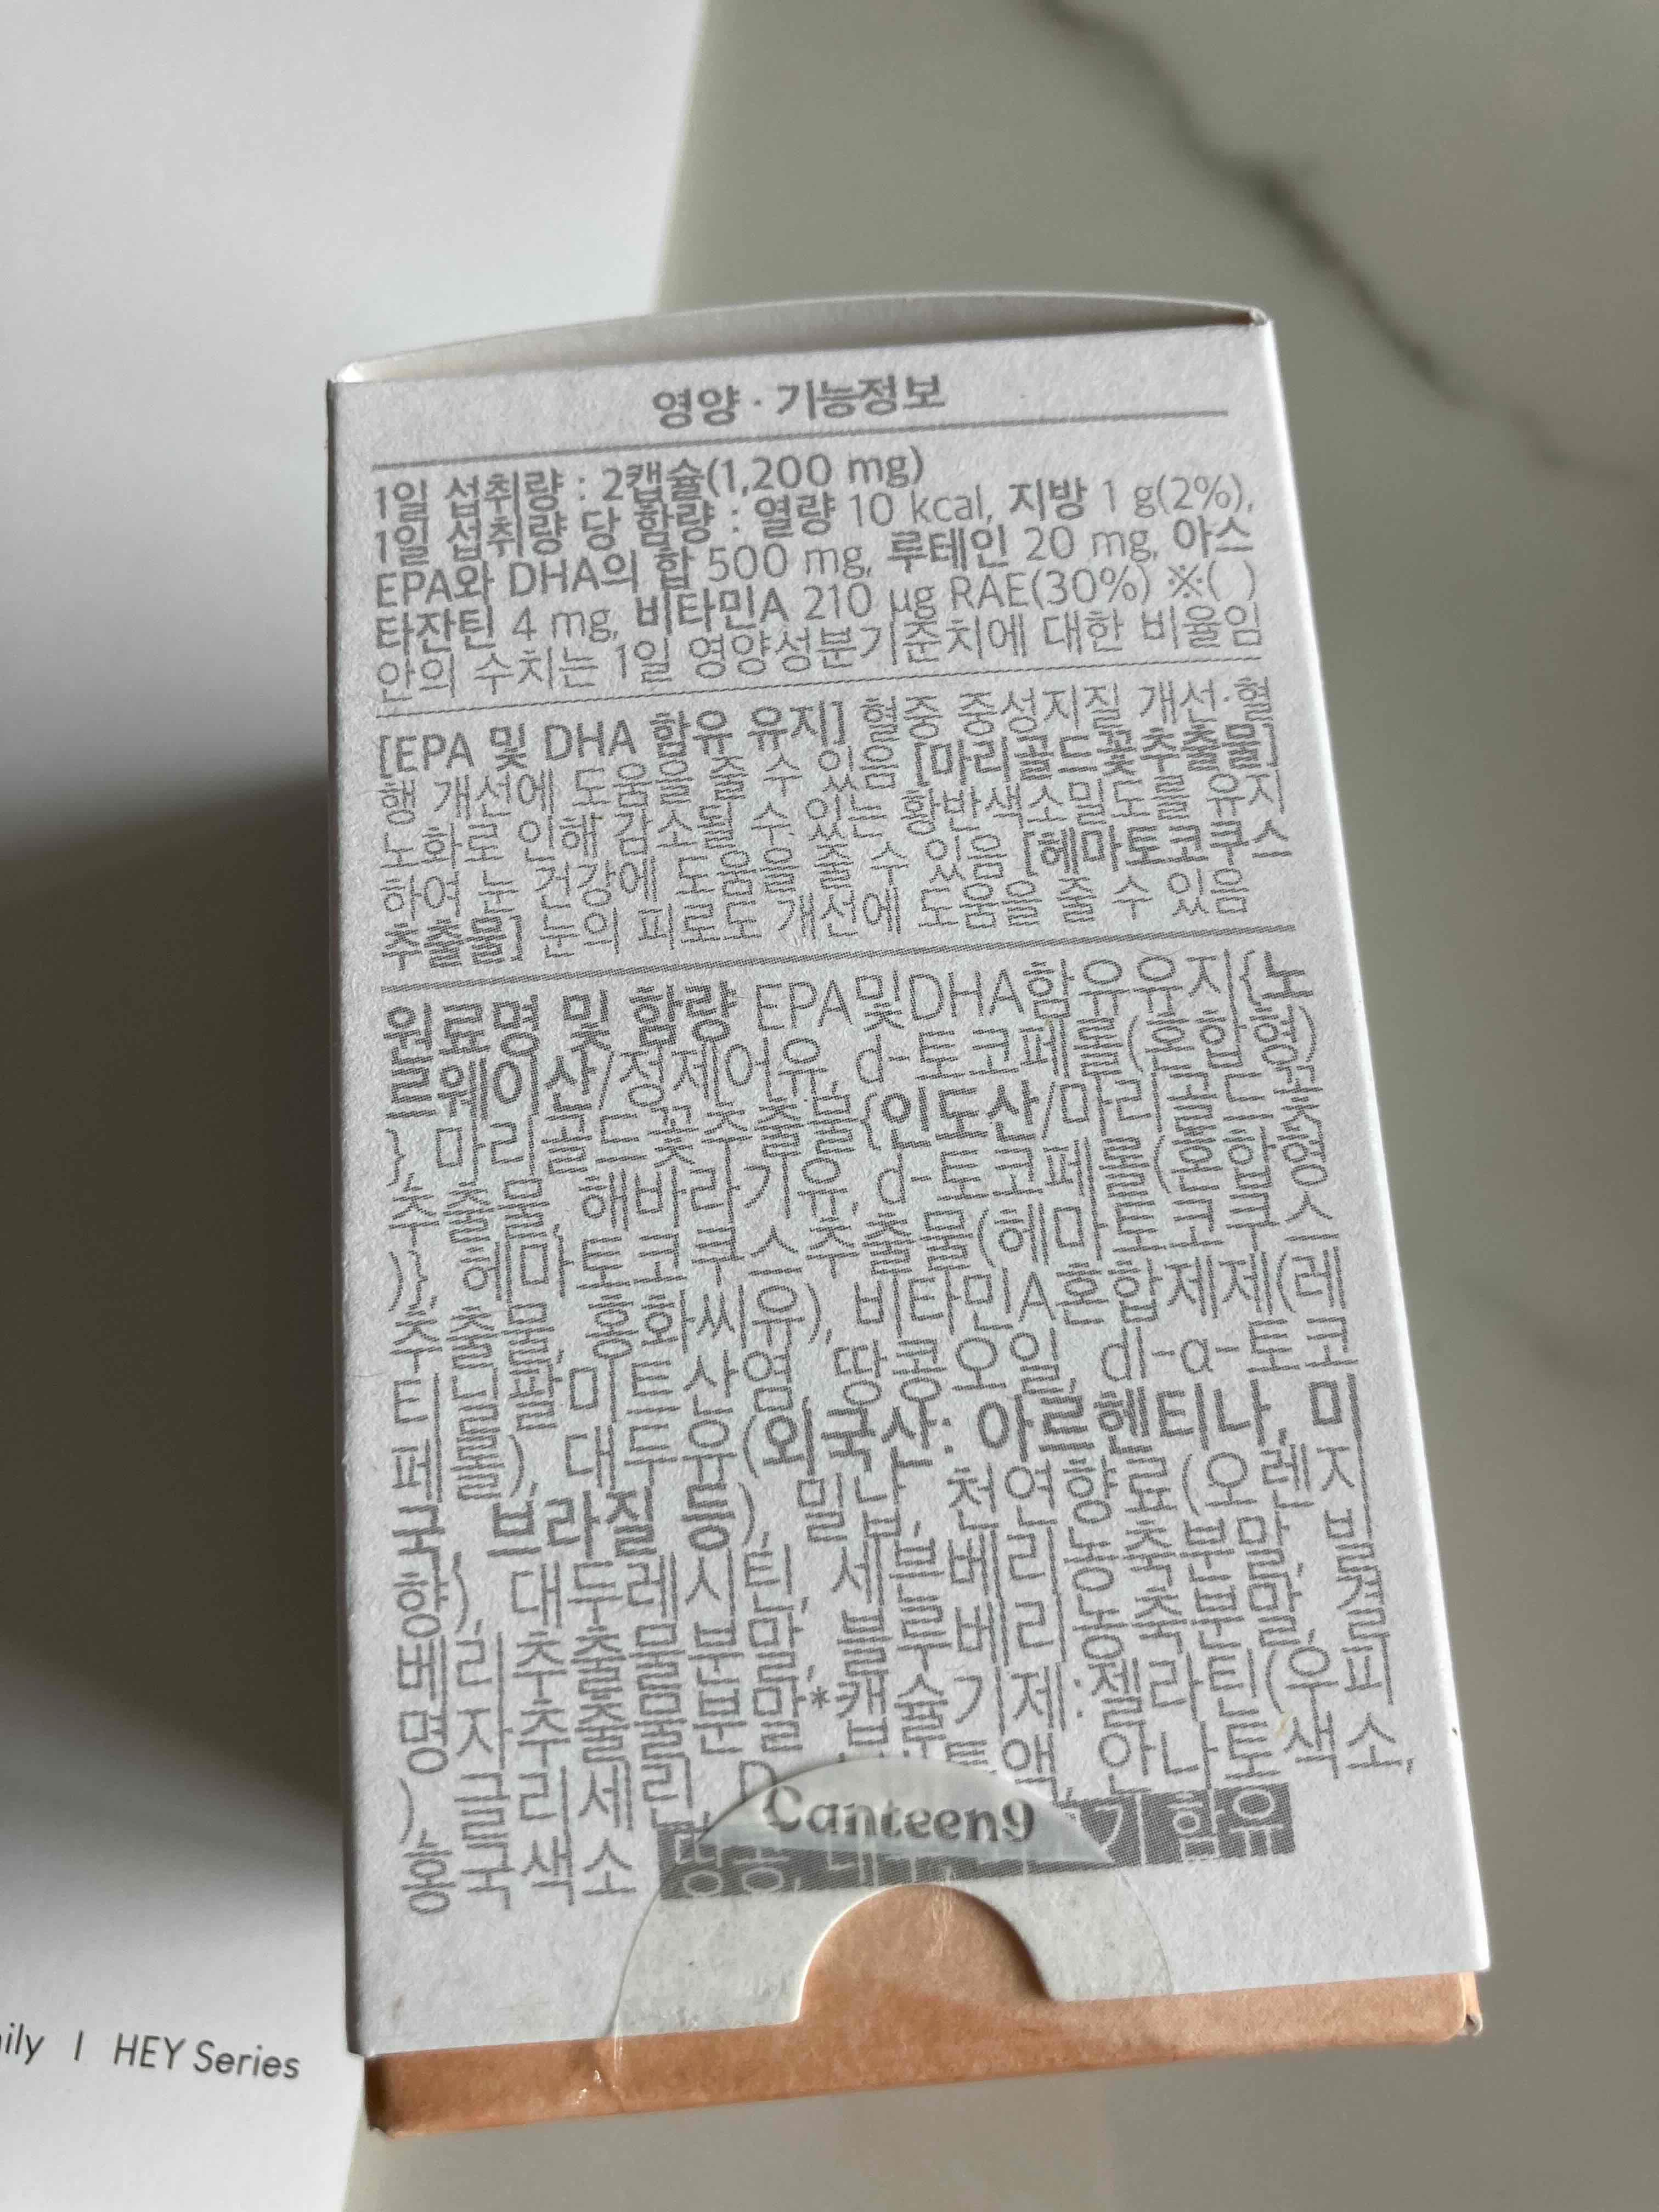 영양 · 기능정보
1일 섭취량 : 2캡슐(1,200 mg)
1일 섭취량 당 함량 : 열량 10 kcal, 지방 1 g(2%),
EPA와 DHA의 합 500 mg, 루테인 20 mg, 아스
타잔틴 4 mg, 비타민A 210 μg RAE(30%) ※( )
안의 수치는 1일 영양성분기준치에 대한 비율임
[EPA 및 DHA 함유 유지] 혈중 중성지질 개선·혈
행 개선에 도움을 줄 수 있음 [마리골드꽃추출물]
노화로 인해 감소될 수 있는 황반색소밀도를 유지
하여 눈 건강에 도움을 줄 수 있음 [헤마토코쿠스
추출물] 눈의 피로도 개선에 도움을 줄 수 있음
원료명 및 함량 EPA및DHA함유유지{노
르웨이산/정제어유, d-토코페롤(혼합형)
}, 마리골드꽃추출물{인도산/마리골드꽃
추출물, 해바라기유, d-토코페롤(혼합형
)}, 헤마토코쿠스추출물(헤마토코쿠스
추출물, 홍화씨유), 비타민A혼합제제(레
티닐팔미트산염, 땅콩오일, dl-α-토코
페롤), 대두유(외국산: 아르헨티나, 미
국, 브라질 등), 밀납, 천연향료(오렌지
향), 대두레시틴, 세븐베리농축분말, 빌
베리추출물분말, 블루베리농축분말, 결
명자추출물분말*캡슐기제:젤라틴(우피
), 글리세린, 액, 안나토색소,
홍국색소 함유
Canteen9
ily I HEY Series